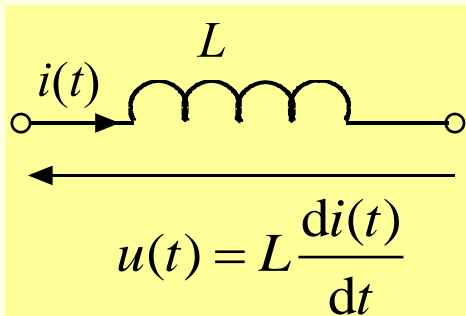 L
i(t)
u(t) = L di(t)/dt